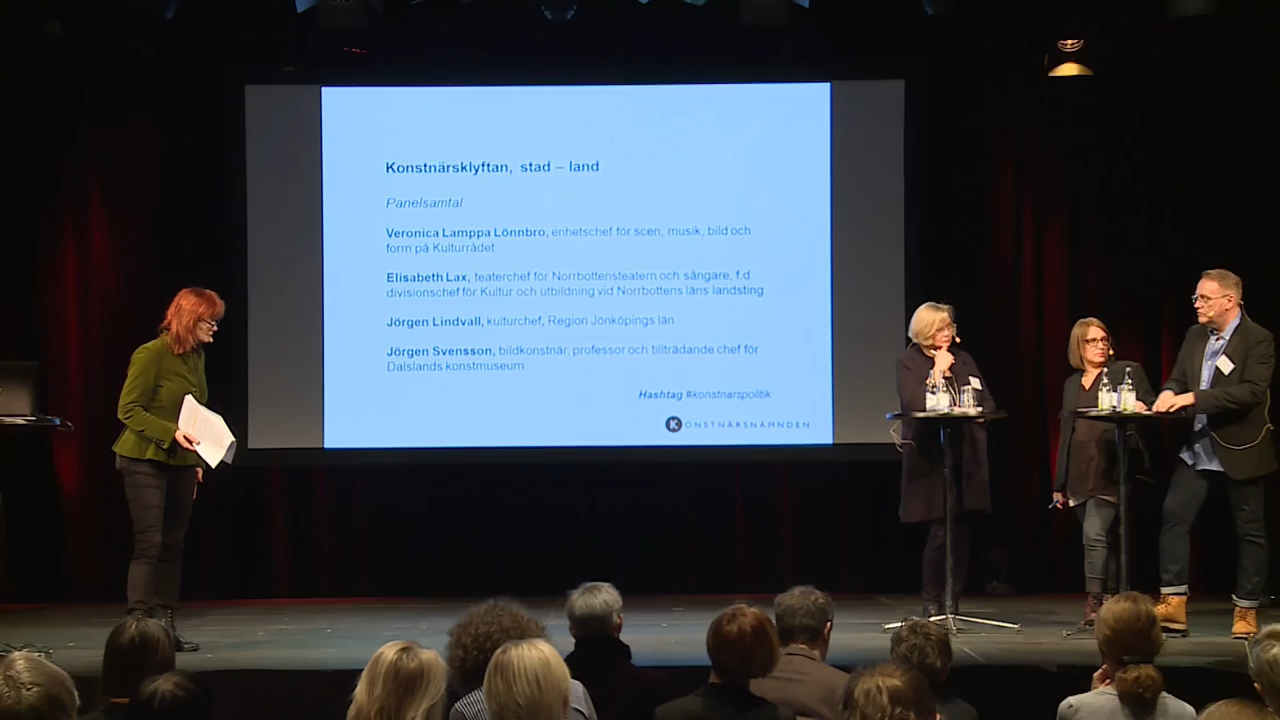 Konstnärsklyftan, stad – land
Panelsamtal
Veronica Lamppa Lönnbro, enhetschef för scen, musik, bild och
form på Kulturrådet
Elisabeth Lax, teaterchef för Norrbottensteatern och sångare, f.d.
divisionschef för Kultur och utbildning vid Norrbottens läns landsting
Jörgen Lindvall, kulturchef, Region Jönköpings län
Jörgen Svensson, bildkonstnär, professor och tillträdande chef för
Dalslands konstmuseum
Hashtag #konstnarspolitik
KONSTNÄRSNÄMNDEN